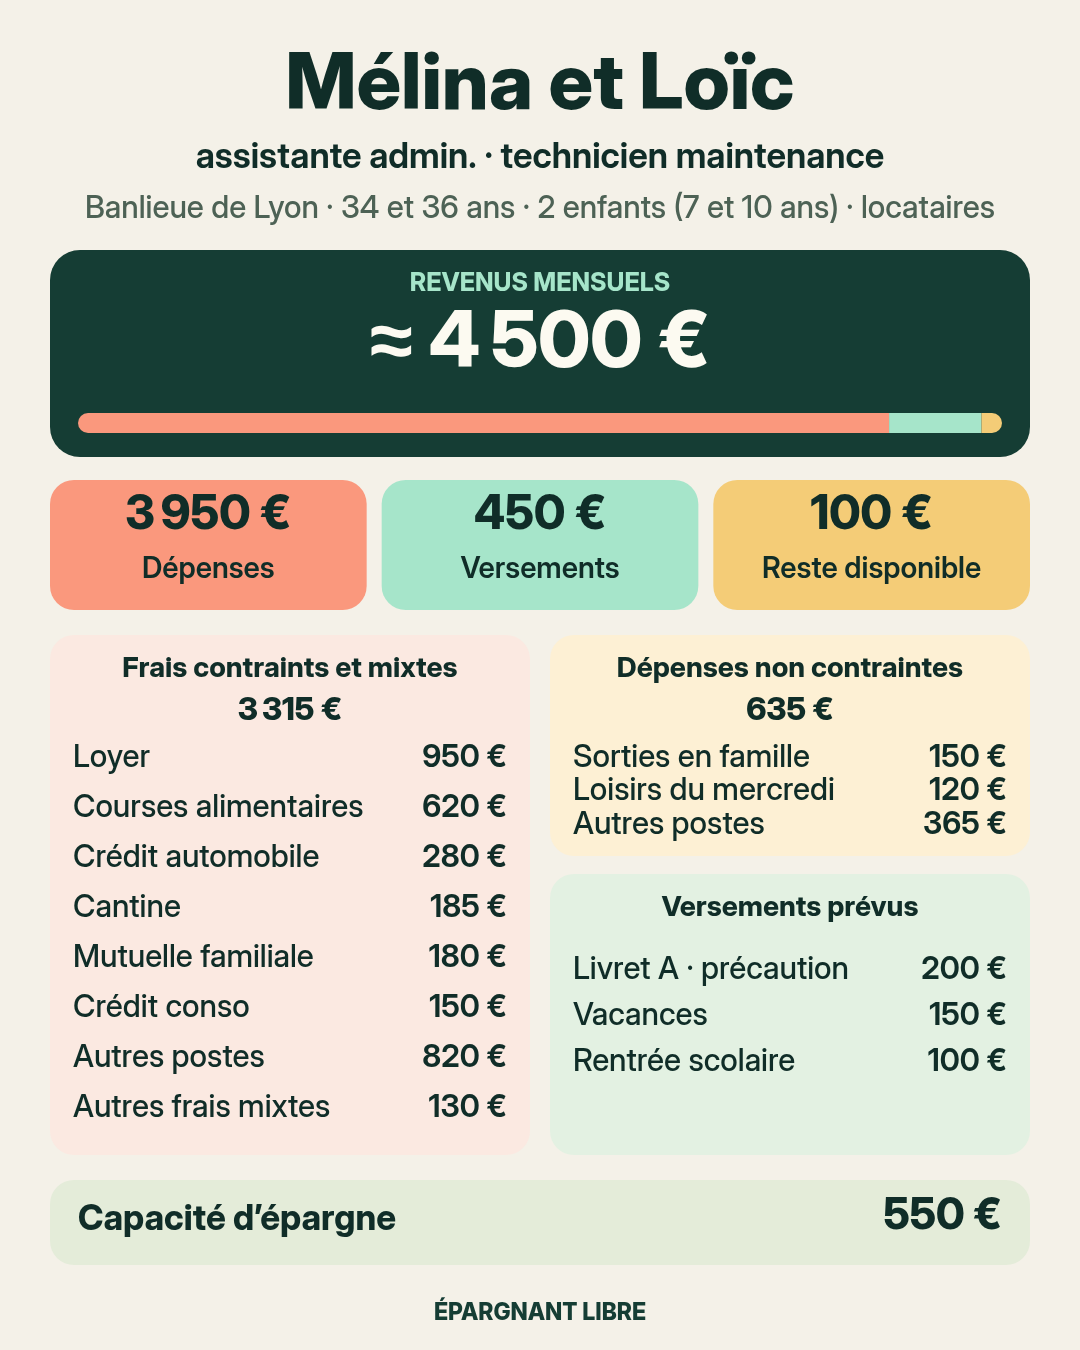 Mélina et Loïc
assistante admin. · technicien maintenance
Banlieue de Lyon · 34 et 36 ans · 2 enfants (7 et 10 ans) · locataires
REVENUS MENSUELS
≈ 4 500 €
3 950 €
Dépenses
450 €
Versements
100 €
Reste disponible
Frais contraints et mixtes
3 315 €
Loyer 950 €
Courses alimentaires 620 €
Crédit automobile 280 €
Cantine 185 €
Mutuelle familiale 180 €
Crédit conso 150 €
Autres postes 820 €
Autres frais mixtes 130 €
Dépenses non contraintes
635 €
Sorties en famille 150 €
Loisirs du mercredi 120 €
Autres postes 365 €
Versements prévus
Livret A · précaution 200 €
Vacances 150 €
Rentrée scolaire 100 €
Capacité d’épargne 550 €
ÉPARGNANT LIBRE